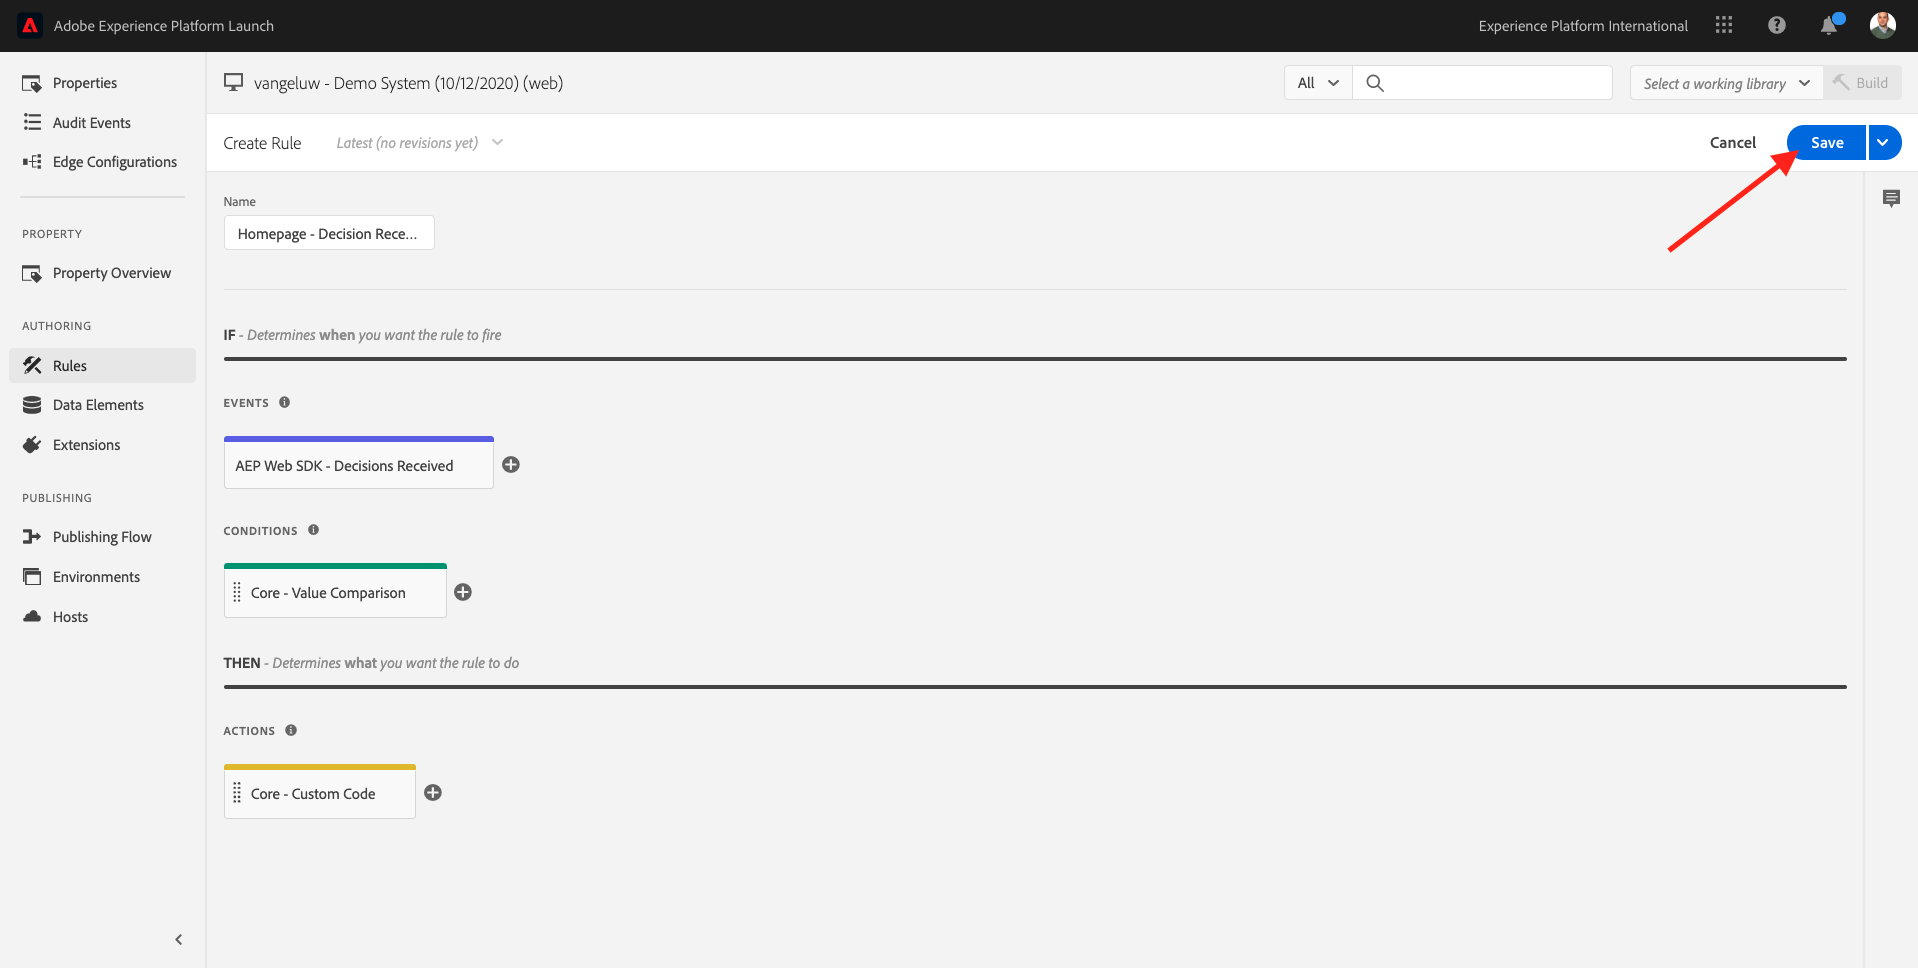 Adobe Experience Platform Launch
Experience Platform International
Properties
Audit Events
Edge Configurations
PROPERTY
Property Overview
AUTHORING
Rules
Data Elements
Extensions
PUBLISHING
Publishing Flow
Environments
Hosts
vangeluw - Demo System (10/12/2020) (web)
All
Select a working library
Build
Create Rule
Latest (no revisions yet)
Cancel
Save
Name
Homepage - Decision Rece...
IF - Determines when you want the rule to fire
EVENTS
AEP Web SDK - Decisions Received
CONDITIONS
Core - Value Comparison
THEN - Determines what you want the rule to do
ACTIONS
Core - Custom Code